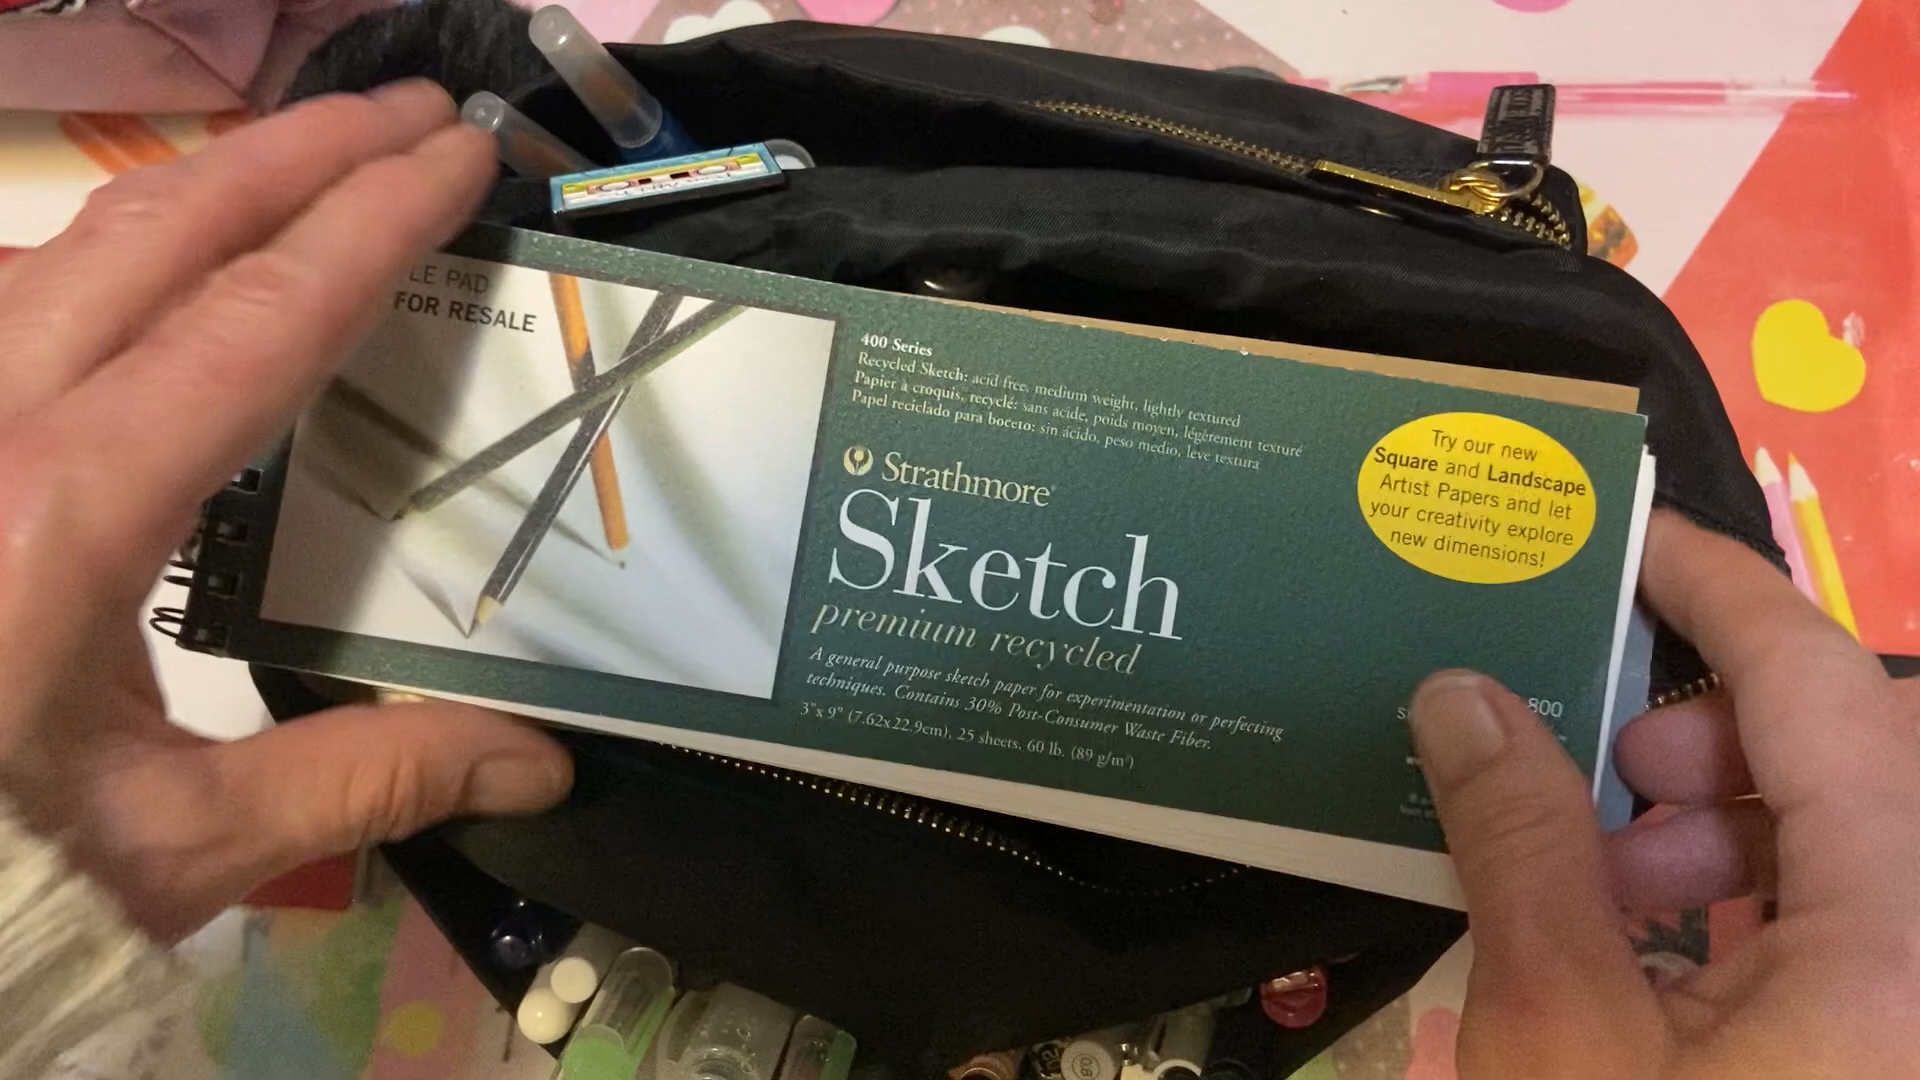 LE PAD
FOR RESALE
400 Series
Recycled Sketch: acid free, medium weight, lightly textured
Papier à croquis, recyclé: sans acide, poids moyen, légèrement texturé
Papel reciclado para boceto: sin ácido, peso medio, leve textura
Strathmore
Sketch
premium recycled
A general purpose sketch paper for experimentation or perfecting
techniques. Contains 30% Post-Consumer Waste Fiber.
3"x 9" (7.62x22.9cm), 25 sheets, 60 lb. (89 g/m²)
Try our new
Square and Landscape
Artist Papers and let
your creativity explore
new dimensions!
800
0.8